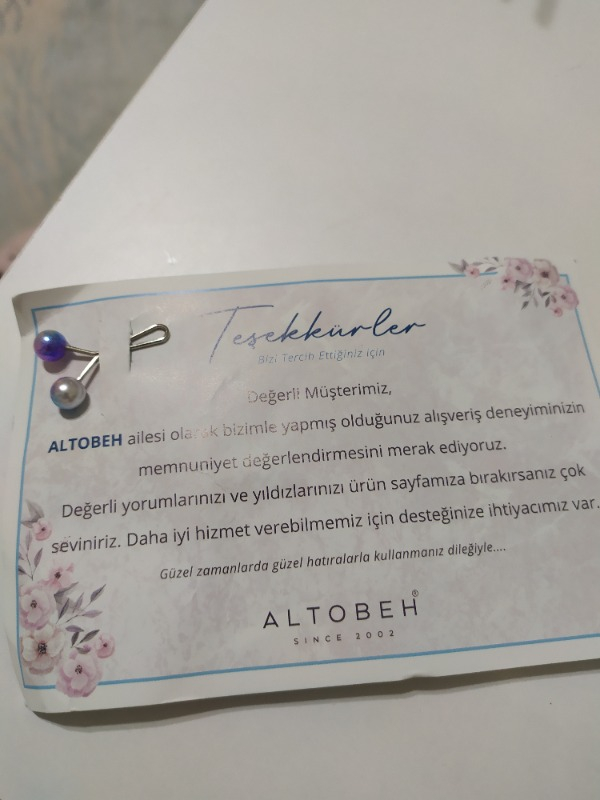 Teşekkürler
Bizi Tercih Ettiğiniz için
Değerli Müşterimiz,
ALTOBEH ailesi olarak bizimle yapmış olduğunuz alışveriş deneyiminizin
memnuniyet değerlendirmesini merak ediyoruz.
Değerli yorumlarınızı ve yıldızlarınızı ürün sayfamıza bırakırsanız çok
seviniriz. Daha iyi hizmet verebilmemiz için desteğinize ihtiyacımız var.
Güzel zamanlarda güzel hatıralarla kullanmanız dileğiyle....
ALTOBEH®
SINCE 2002